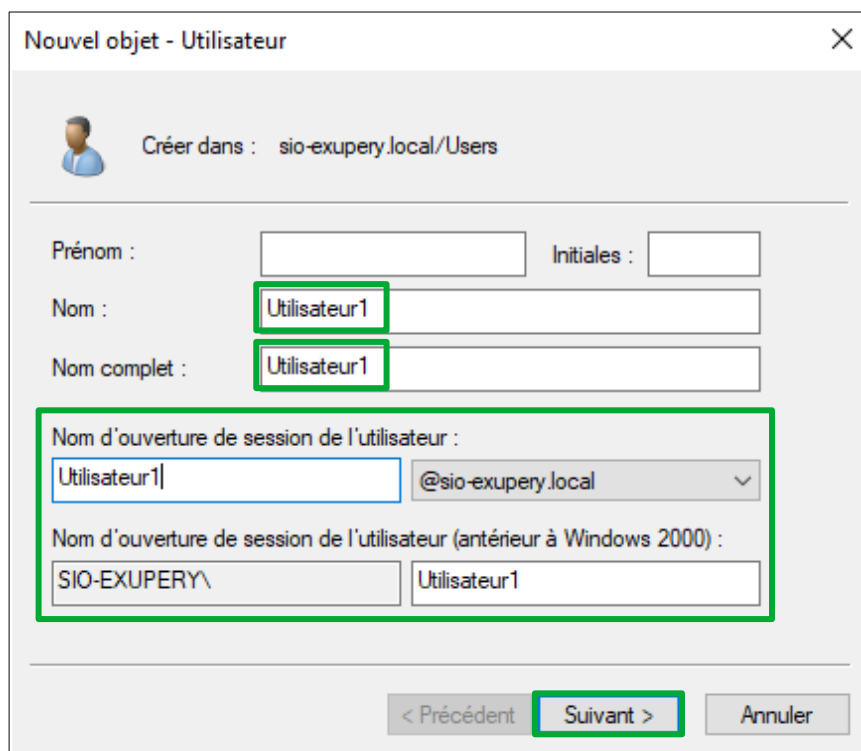 Nouvel objet - Utilisateur
Créer dans : sio-exupery.local/Users
Prénom : Initiales :
Nom : Utilisateur1
Nom complet : Utilisateur1
Nom d'ouverture de session de l'utilisateur :
Utilisateur1 @sio-exupery.local
Nom d'ouverture de session de l'utilisateur (antérieur à Windows 2000) :
SIO-EXUPERY\ Utilisateur1
< Précédent Suivant > Annuler